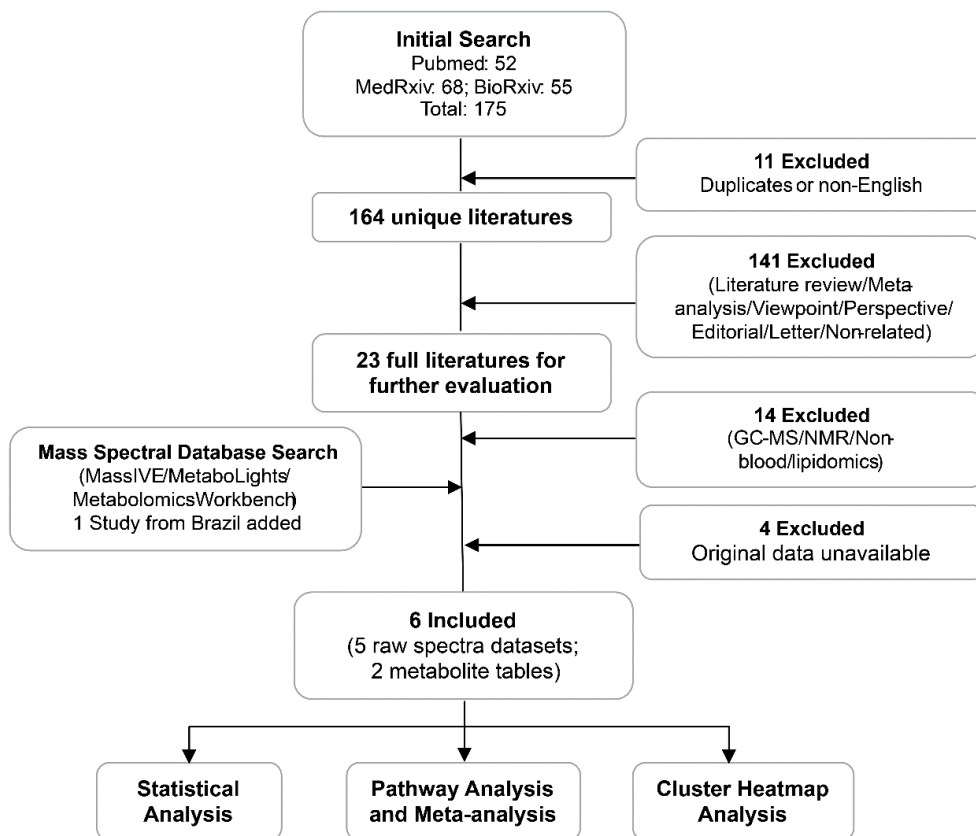 Initial Search
Pubmed: 52
MedRxiv: 68; BioRxiv: 55
Total: 175
11 Excluded
Duplicates or non-English
164 unique literatures
141 Excluded
(Literature review/Meta-
analysis/Viewpoint/Perspective/
Editorial/Letter/Non-related)
23 full literatures for
further evaluation
14 Excluded
(GC-MS/NMR/Non-
blood/lipidomics)
Mass Spectral Database Search
(MassIVE/MetaboLights/
MetabolomicsWorkbench)
1 Study from Brazil added
4 Excluded
Original data unavailable
6 Included
(5 raw spectra datasets;
2 metabolite tables)
Statistical
Analysis
Pathway Analysis
and Meta-analysis
Cluster Heatmap
Analysis